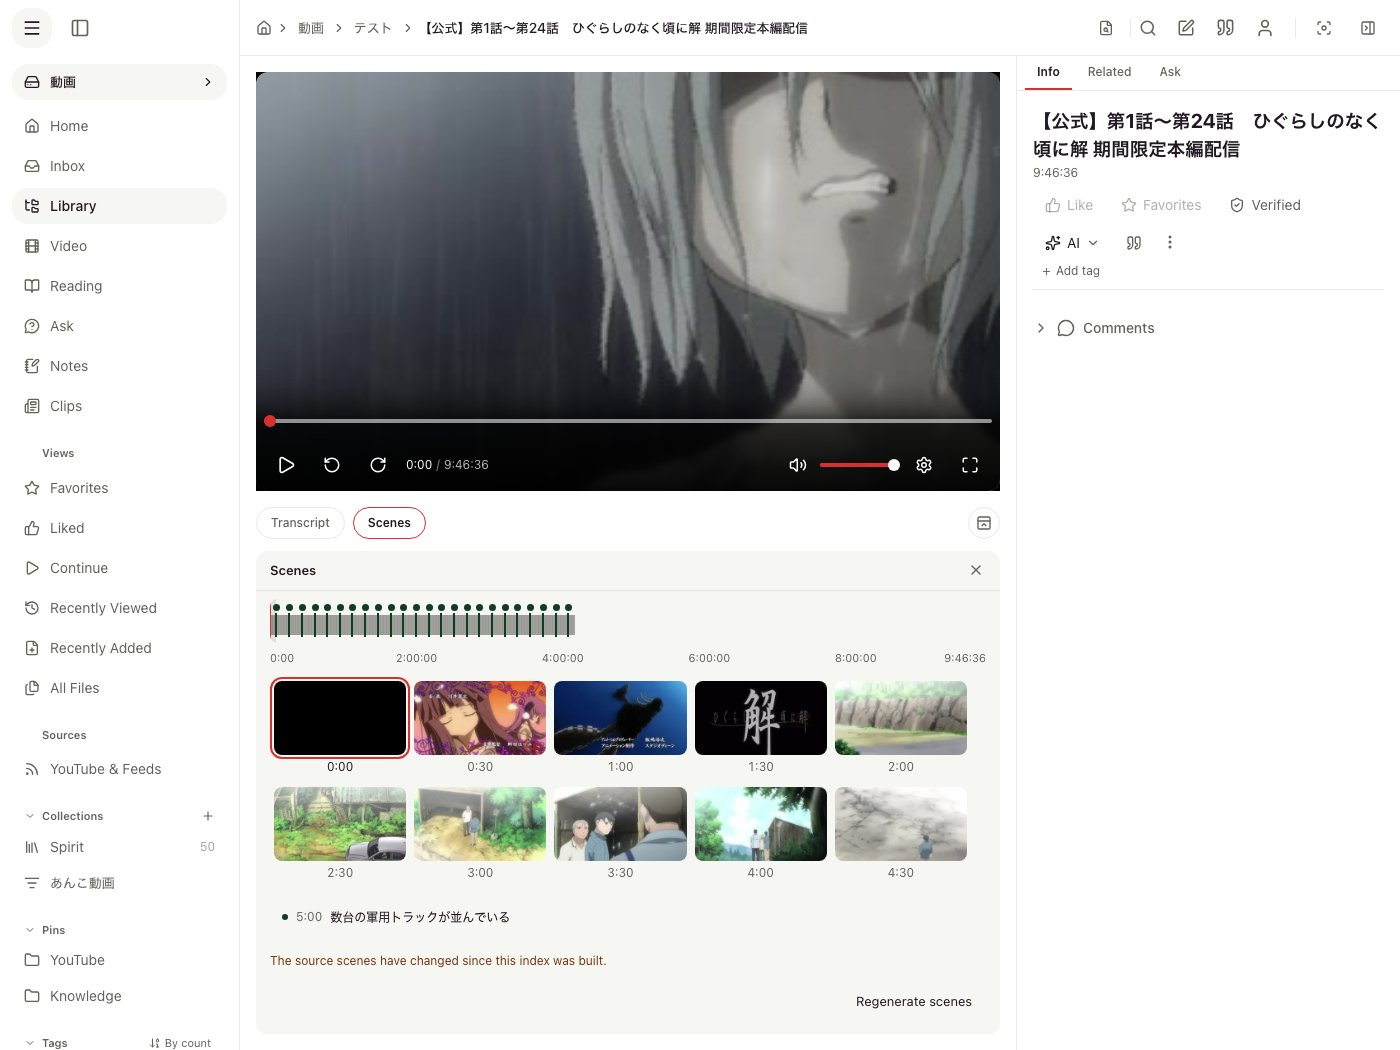 動画
テスト
【公式】第1話〜第24話　ひぐらしのなく頃に解 期間限定本編配信
動画
Home
Inbox
Library
Video
Reading
Ask
Notes
Clips
Views
Favorites
Liked
Continue
Recently Viewed
Recently Added
All Files
Sources
YouTube & Feeds
Collections
Spirit 50
あんこ動画
Pins
YouTube
Knowledge
Tags By count
0:00 / 9:46:36
Transcript
Scenes
Scenes
0:00 2:00:00 4:00:00 6:00:00 8:00:00 9:46:36
解
0:00 0:30 1:00 1:30 2:00
2:30 3:00 3:30 4:00 4:30
5:00 数台の軍用トラックが並んでいる
The source scenes have changed since this index was built.
Regenerate scenes
Info Related Ask
【公式】第1話〜第24話　ひぐらしのなく
頃に解 期間限定本編配信
9:46:36
Like Favorites Verified
AI
+ Add tag
Comments